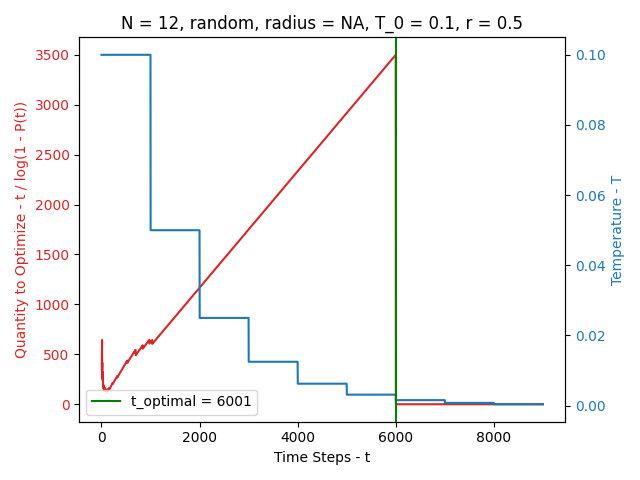 N = 12, random, radius = NA, T_0 = 0.1, r = 0.5
Quantity to Optimize - t / log(1 - P(t))
3500
3000
2500
2000
1500
1000
500
0
0.10
0.08
0.06
0.04
0.02
0.00
Temperature - T
t_optimal = 6001
0 2000 4000 6000 8000
Time Steps - t